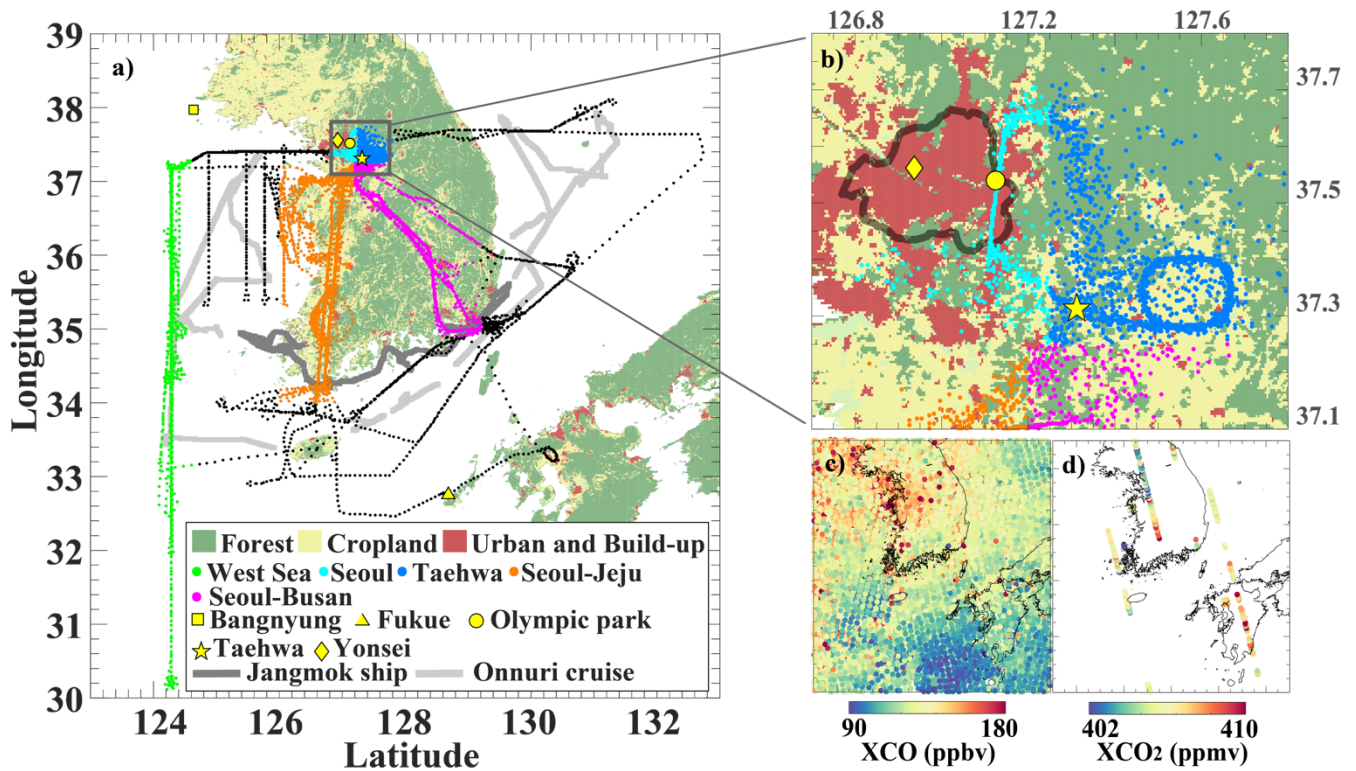 a)
39
38
37
36
35
34
33
32
31
30
Longitude
124
126
128
130
132
Latitude
Forest Cropland Urban and Build-up
West Sea Seoul Taehwa Seoul-Jeju
Seoul-Busan
Bangnyung Fukue Olympic park
Taehwa Yonsei
Jangmok ship Onnuri cruise
126.8 127.2 127.6
b)
37.7
37.5
37.3
37.1
c)
90 180
XCO (ppbv)
d)
402 410
XCO2 (ppmv)